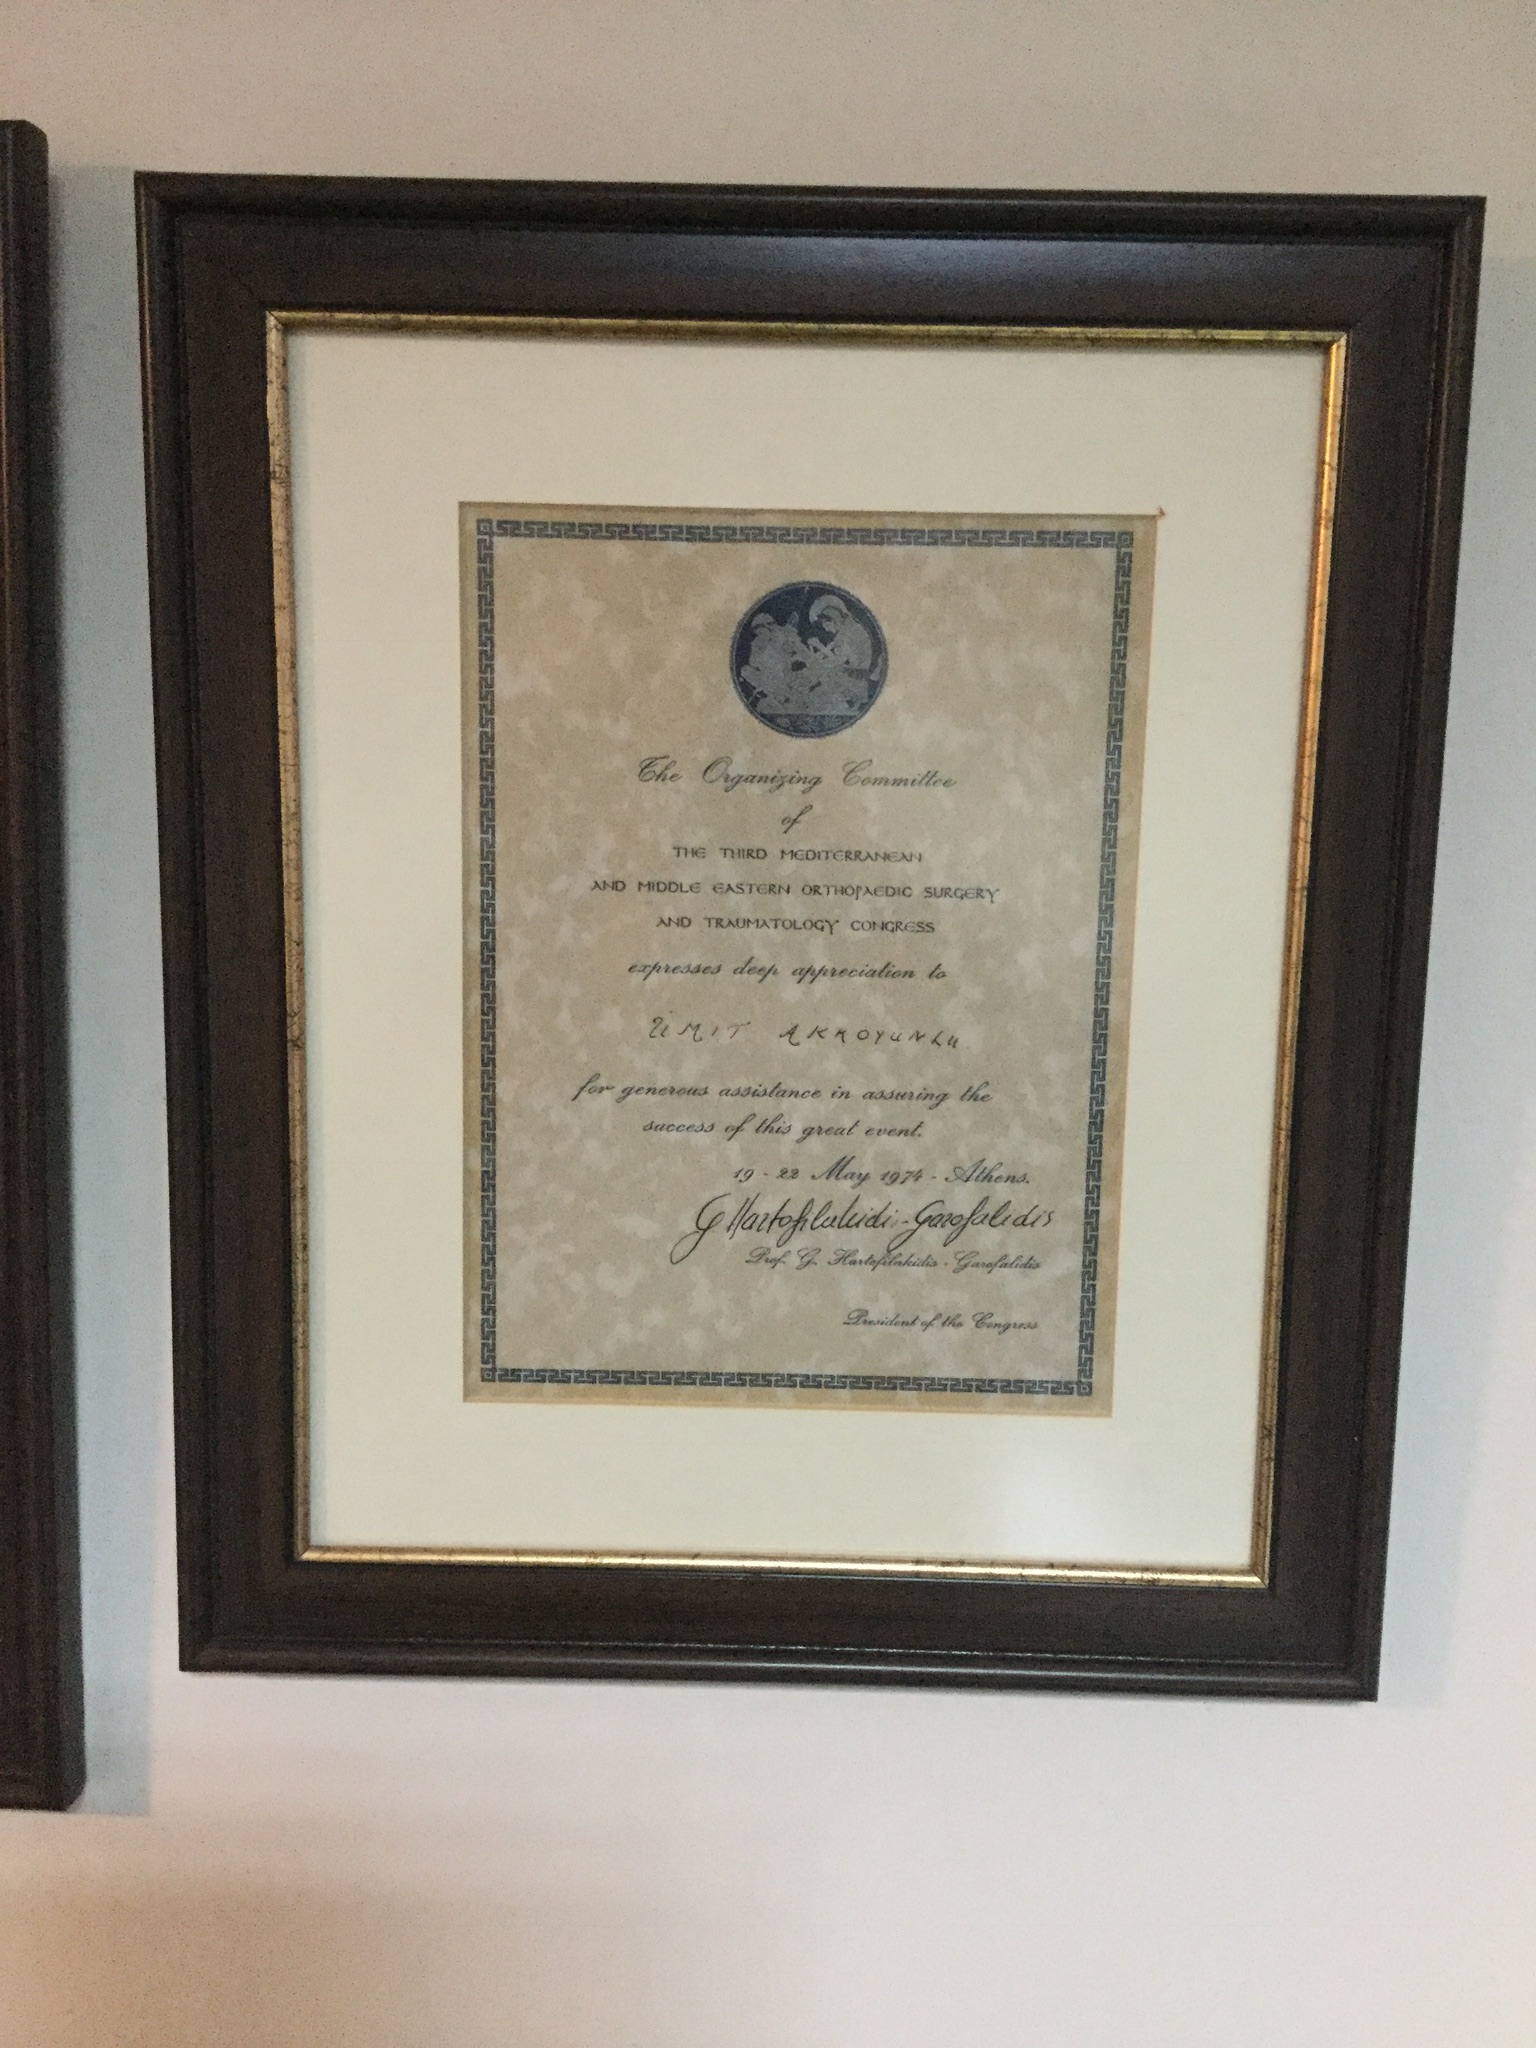 The Organizing Committee
of
THE THIRD MEDITERRANEAN
AND MIDDLE EASTERN ORTHOPAEDIC SURGERY
AND TRAUMATOLOGY CONGRESS
expresses deep appreciation to
ÜMIT AKKOYUNLU
for generous assistance in assuring the
success of this great event.
19 - 22 May 1974 - Athens.
G Hartofilakidis-Garofalidis
Prof. G. Hartofilakidis - Garofalidis
President of the Congress